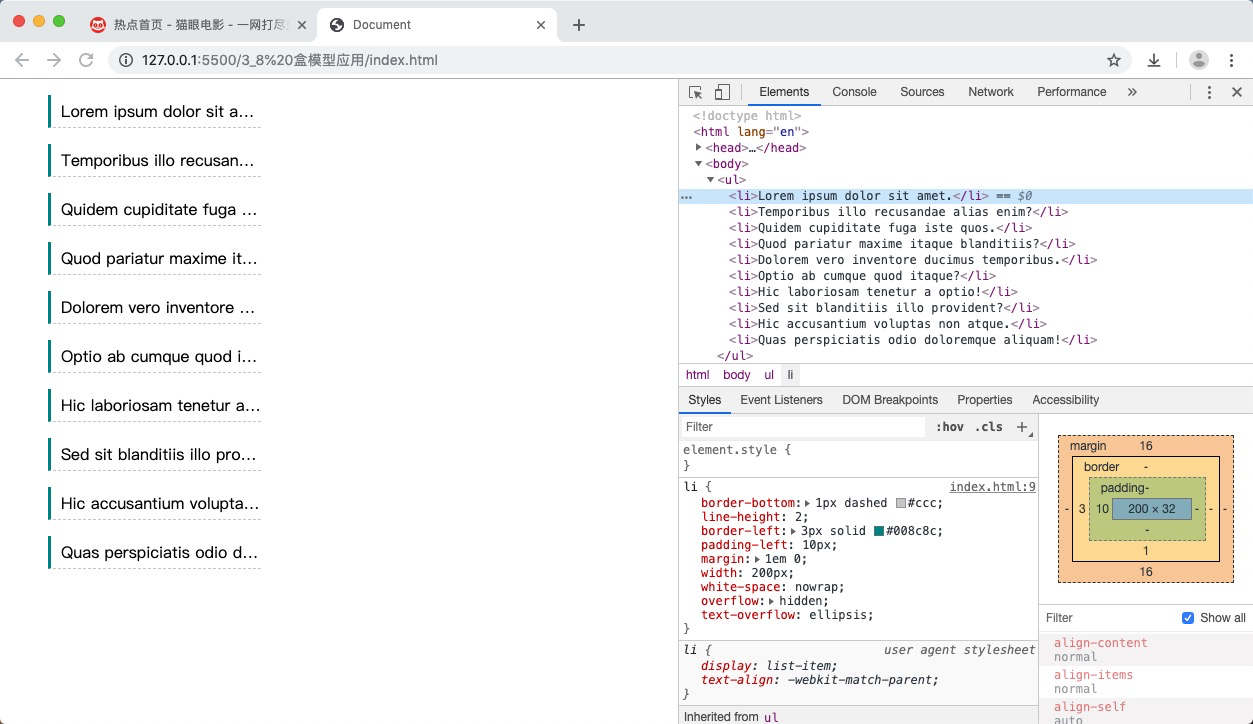 热点首页 - 猫眼电影 - 一网打尽
Document
127.0.0.1:5500/3_8%20盒模型应用/index.html
Lorem ipsum dolor sit a...
Temporibus illo recusan...
Quidem cupiditate fuga ...
Quod pariatur maxime it...
Dolorem vero inventore ...
Optio ab cumque quod i...
Hic laboriosam tenetur a...
Sed sit blanditiis illo pro...
Hic accusantium volupta...
Quas perspiciatis odio d...
Elements Console Sources Network Performance »
<!doctype html>
<html lang="en">
<head>…</head>
<body>
<ul>
<li>Lorem ipsum dolor sit amet.</li> == $0
<li>Temporibus illo recusandae alias enim?</li>
<li>Quidem cupiditate fuga iste quos.</li>
<li>Quod pariatur maxime itaque blanditiis?</li>
<li>Dolorem vero inventore ducimus temporibus.</li>
<li>Optio ab cumque quod itaque?</li>
<li>Hic laboriosam tenetur a optio!</li>
<li>Sed sit blanditiis illo provident?</li>
<li>Hic accusantium voluptas non atque.</li>
<li>Quas perspiciatis odio doloremque aliquam!</li>
</ul>
html body ul li
Styles Event Listeners DOM Breakpoints Properties Accessibility
Filter :hov .cls +
element.style {
}
li { index.html:9
border-bottom: 1px dashed #ccc;
line-height: 2;
border-left: 3px solid #008c8c;
padding-left: 10px;
margin: 1em 0;
width: 200px;
white-space: nowrap;
overflow: hidden;
text-overflow: ellipsis;
}
li { user agent stylesheet
display: list-item;
text-align: -webkit-match-parent;
}
Inherited from ul
margin 16
border -
padding-
- 3 10 200 × 32 - - -
-
1
16
Filter Show all
align-content
normal
align-items
normal
align-self
auto